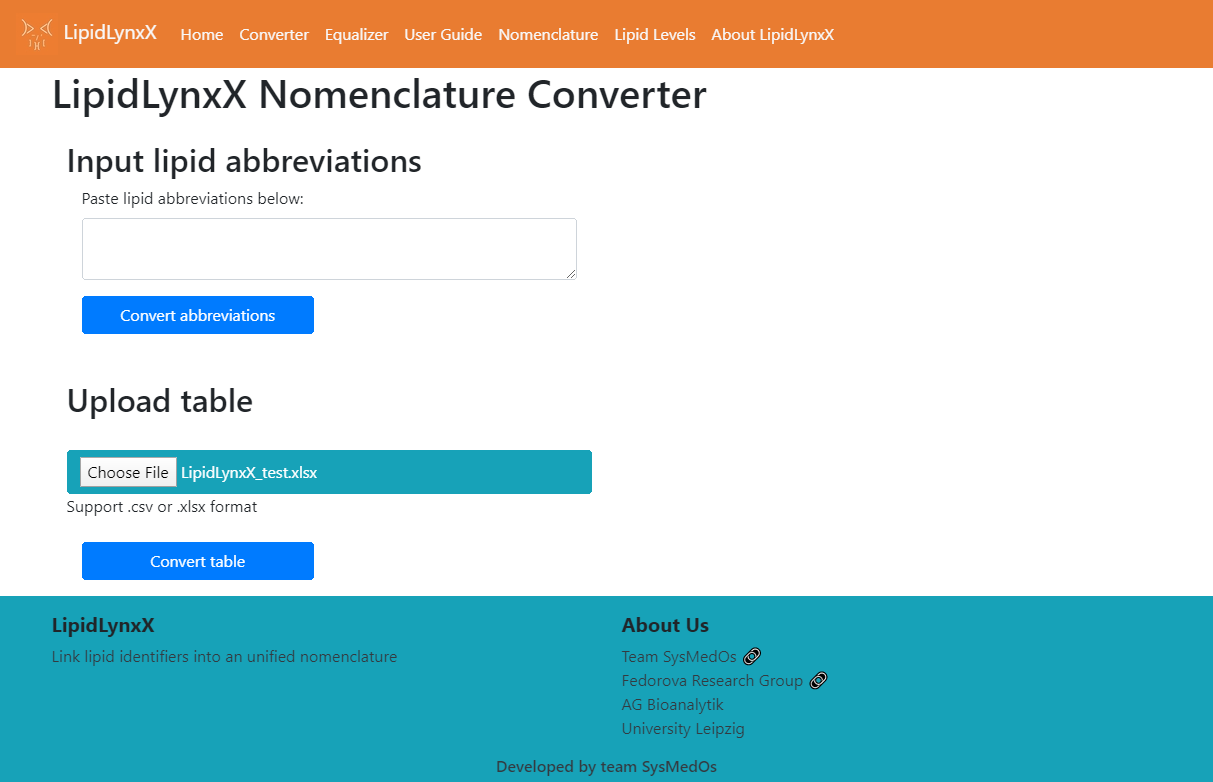 LipidLynxX Home Converter Equalizer User Guide Nomenclature Lipid Levels About LipidLynxX
LipidLynxX Nomenclature Converter
Input lipid abbreviations
Paste lipid abbreviations below:
Convert abbreviations
Upload table
Choose File LipidLynxX_test.xlsx
Support .csv or .xlsx format
Convert table
LipidLynxX
Link lipid identifiers into an unified nomenclature
About Us
Team SysMedOs
Fedorova Research Group
AG Bioanalytik
University Leipzig
Developed by team SysMedOs